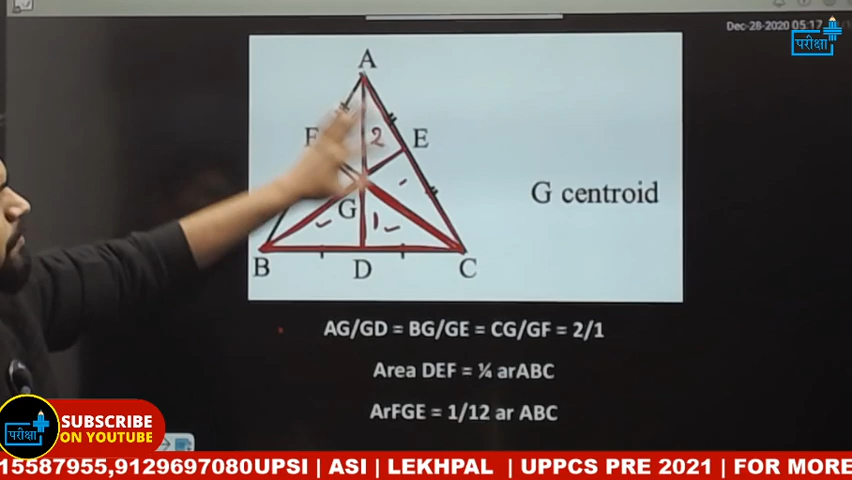 Dec-28-2020 05:17
परीक्षा
A
F
2
E
G centroid
G
1
B
D
C
AG/GD = BG/GE = CG/GF = 2/1
Area DEF = ¼ arABC
ArFGE = 1/12 ar ABC
परीक्षा
SUBSCRIBE
ON YOUTUBE
15587955,9129697080UPSI | ASI | LEKHPAL | UPPCS PRE 2021 | FOR MORE